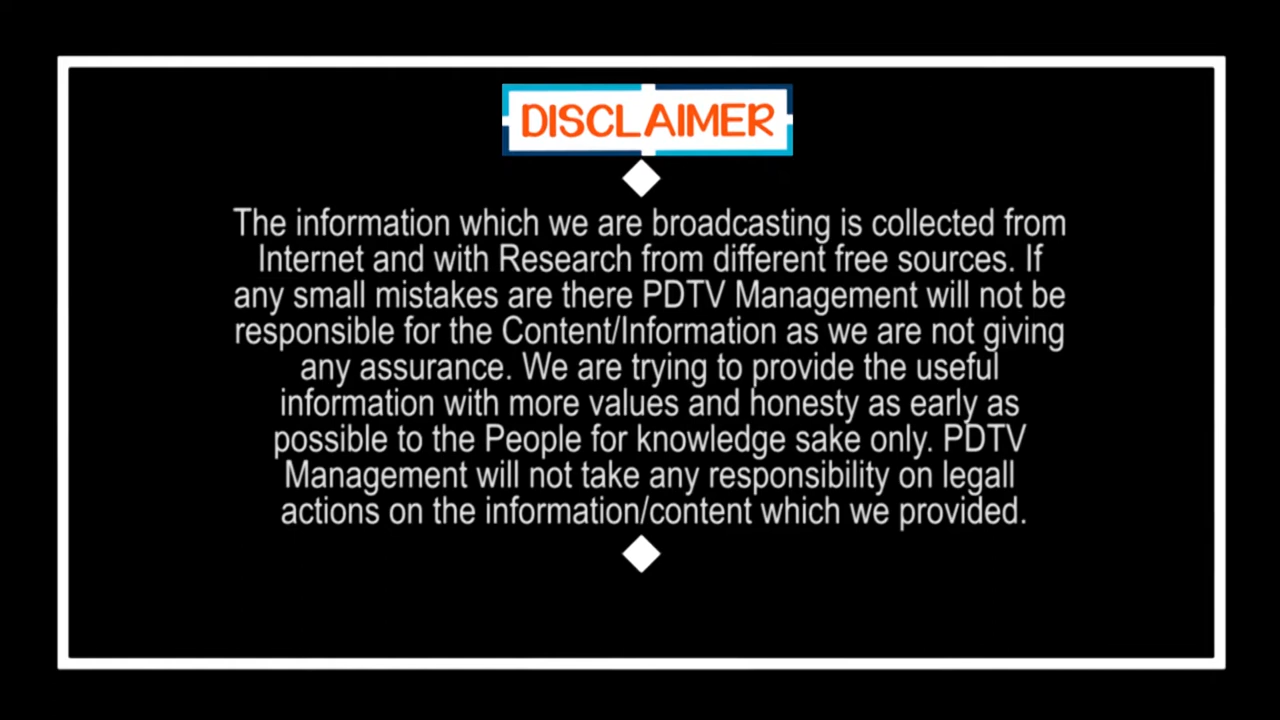 DISCLAIMER
The information which we are broadcasting is collected from
Internet and with Research from different free sources. If
any small mistakes are there PDTV Management will not be
responsible for the Content/Information as we are not giving
any assurance. We are trying to provide the useful
information with more values and honesty as early as
possible to the People for knowledge sake only. PDTV
Management will not take any responsibility on legall
actions on the information/content which we provided.